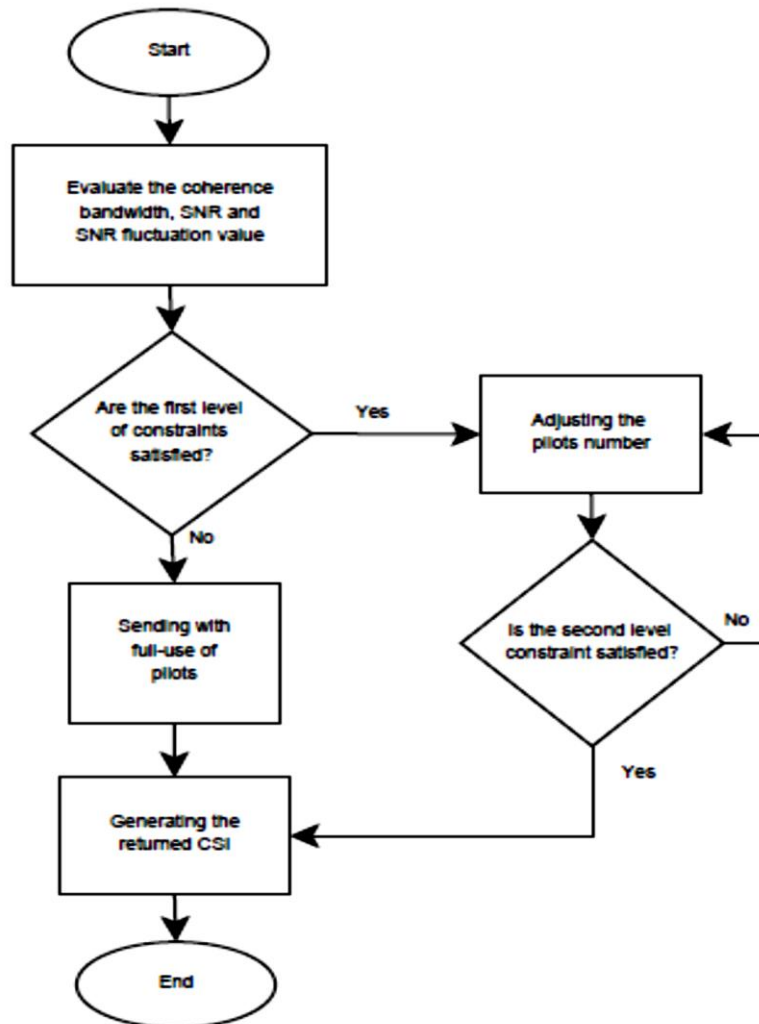 Start
Evaluate the coherence
bandwidth, SNR and
SNR fluctuation value
Are the first level
of constraints
satisfied?
Yes
Adjusting the
pilots number
No
Sending with
full-use of
pilots
Is the second level
constraint satisfied?
No
Yes
Generating the
returned CSI
End